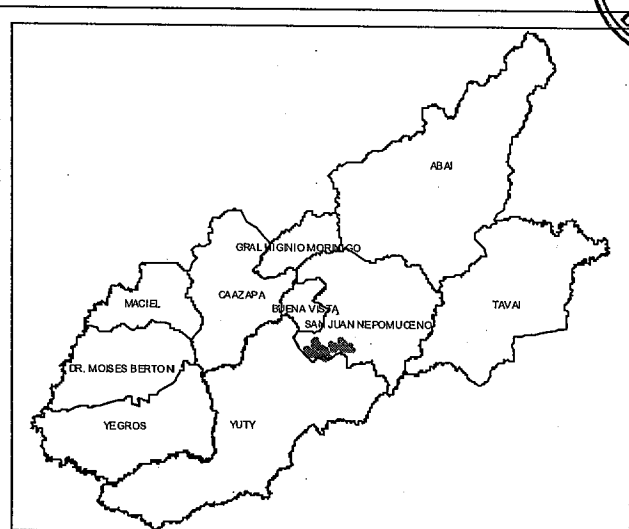 ABAI
GRAL HIGINIO MORINIGO
MACIEL
CAAZAPA
TAVAI
BUENA VISTA
SAN JUAN NEPOMUCENO
DR. MOISES BERTONI
YEGROS
YUTY